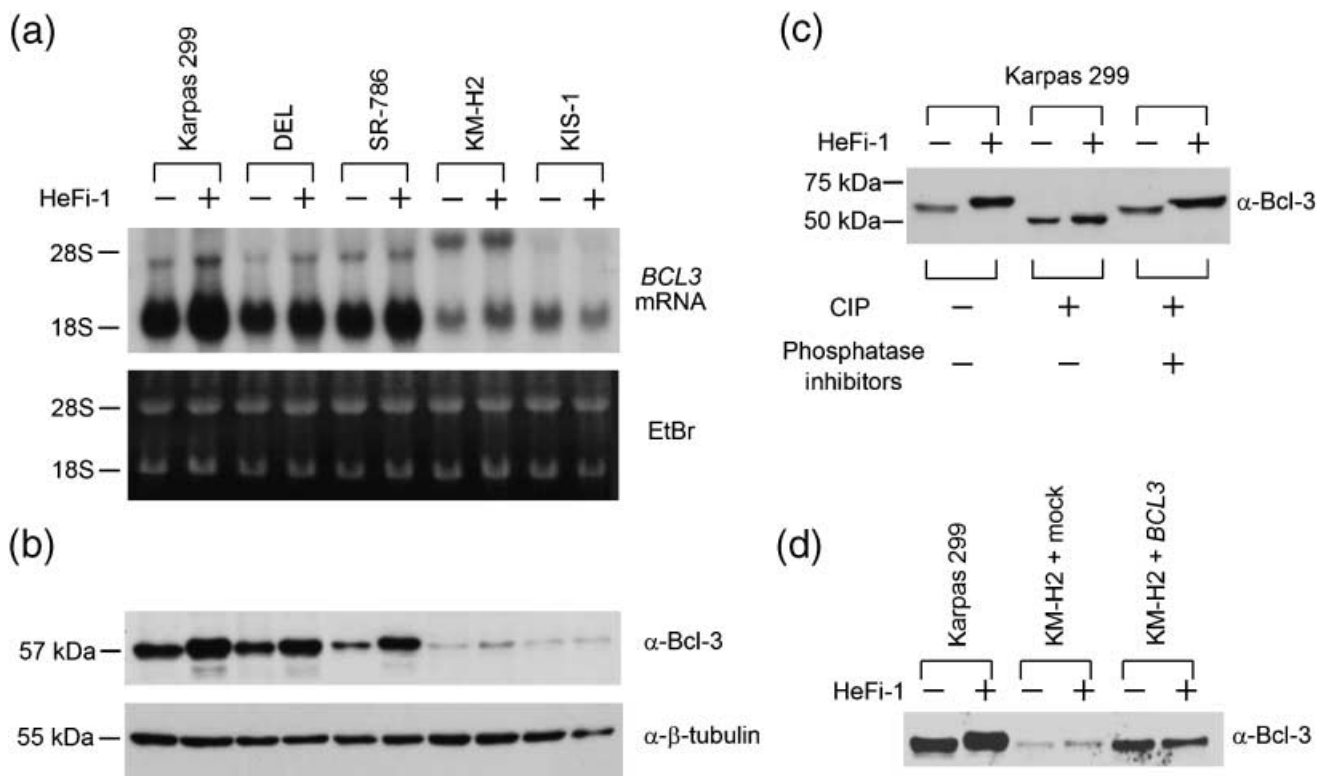 (a)
Karpas 299
DEL
SR-786
KM-H2
KIS-1
HeFi-1 − + − + − + − + − +
28S
18S
BCL3
mRNA
28S
18S
EtBr
(b)
57 kDa
α-Bcl-3
55 kDa
α-β-tubulin
(c)
Karpas 299
HeFi-1 − + − + − +
75 kDa
50 kDa
α-Bcl-3
CIP − + +
Phosphatase
inhibitors − − +
(d)
Karpas 299
KM-H2 + mock
KM-H2 + BCL3
HeFi-1 − + − + − +
α-Bcl-3